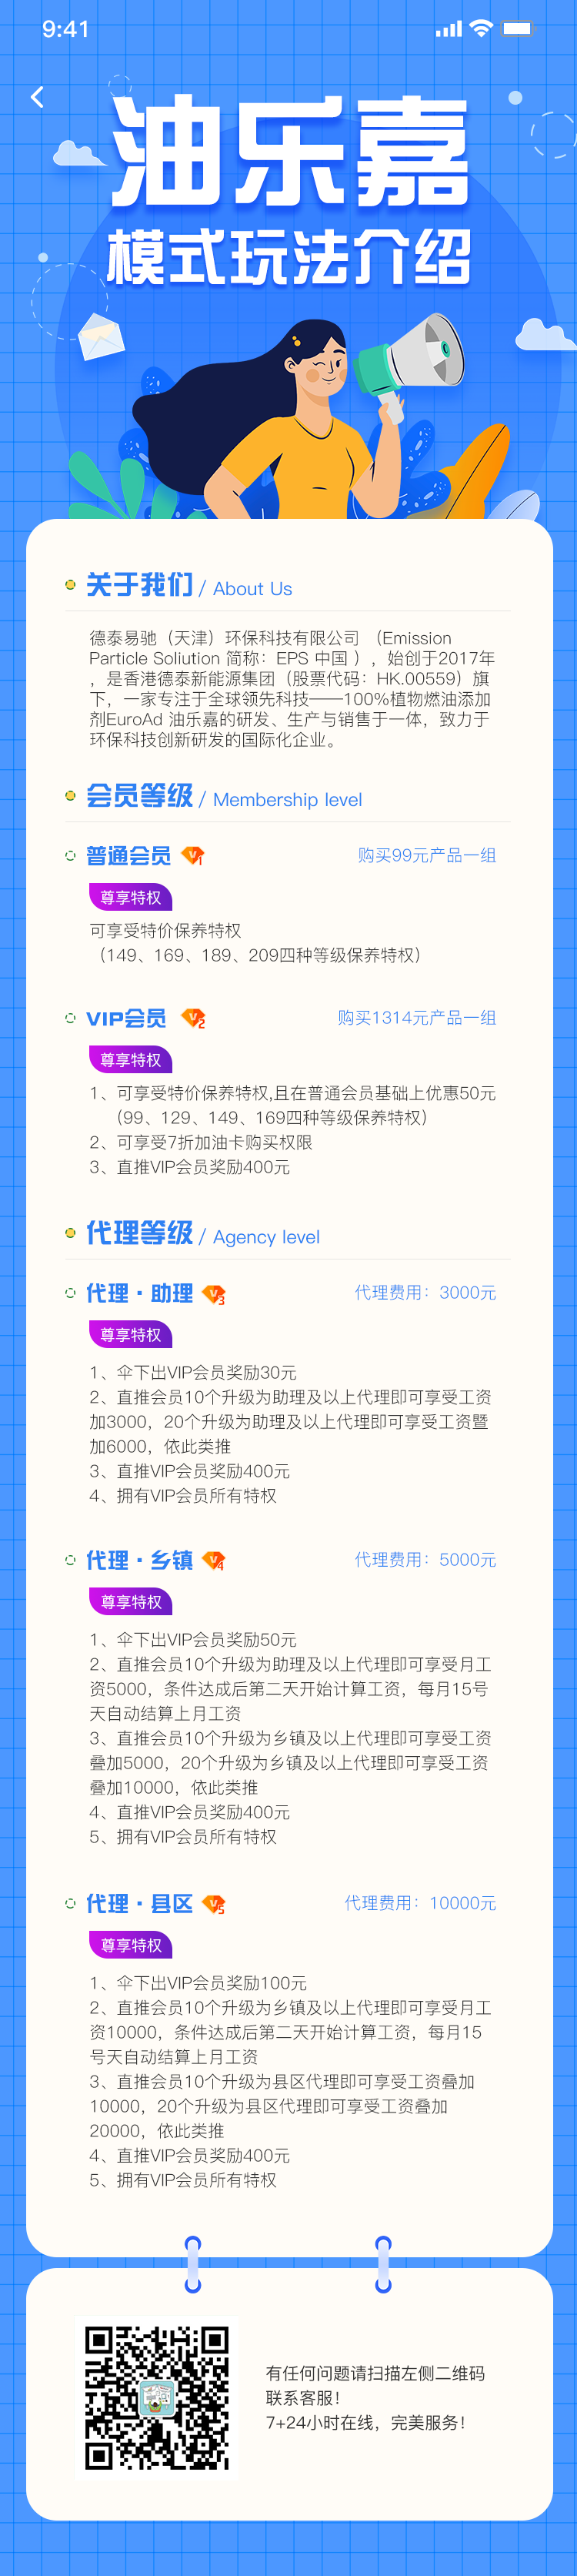 9:41
油乐嘉
模式玩法介绍
关于我们 / About Us
德泰易驰（天津）环保科技有限公司 （Emission
Particle Soliution 简称：EPS 中国 ），始创于2017年
，是香港德泰新能源集团（股票代码：HK.00559）旗
下，一家专注于全球领先科技——100%植物燃油添加
剂EuroAd 油乐嘉的研发、生产与销售于一体，致力于
环保科技创新研发的国际化企业。
会员等级 / Membership level
普通会员 V1 购买99元产品一组
尊享特权
可享受特价保养特权
（149、169、189、209四种等级保养特权）
VIP会员 V2 购买1314元产品一组
尊享特权
1、可享受特价保养特权,且在普通会员基础上优惠50元
（99、129、149、169四种等级保养特权）
2、可享受7折加油卡购买权限
3、直推VIP会员奖励400元
代理等级 / Agency level
代理·助理 V3 代理费用：3000元
尊享特权
1、伞下出VIP会员奖励30元
2、直推会员10个升级为助理及以上代理即可享受工资
加3000，20个升级为助理及以上代理即可享受工资暨
加6000，依此类推
3、直推VIP会员奖励400元
4、拥有VIP会员所有特权
代理·乡镇 V4 代理费用：5000元
尊享特权
1、伞下出VIP会员奖励50元
2、直推会员10个升级为助理及以上代理即可享受月工
资5000，条件达成后第二天开始计算工资，每月15号
天自动结算上月工资
3、直推会员10个升级为乡镇及以上代理即可享受工资
叠加5000，20个升级为乡镇及以上代理即可享受工资
叠加10000，依此类推
4、直推VIP会员奖励400元
5、拥有VIP会员所有特权
代理·县区 V5 代理费用：10000元
尊享特权
1、伞下出VIP会员奖励100元
2、直推会员10个升级为乡镇及以上代理即可享受月工
资10000，条件达成后第二天开始计算工资，每月15
号天自动结算上月工资
3、直推会员10个升级为县区代理即可享受工资叠加
10000，20个升级为县区代理即可享受工资叠加
20000，依此类推
4、直推VIP会员奖励400元
5、拥有VIP会员所有特权
有任何问题请扫描左侧二维码
联系客服！
7+24小时在线，完美服务！